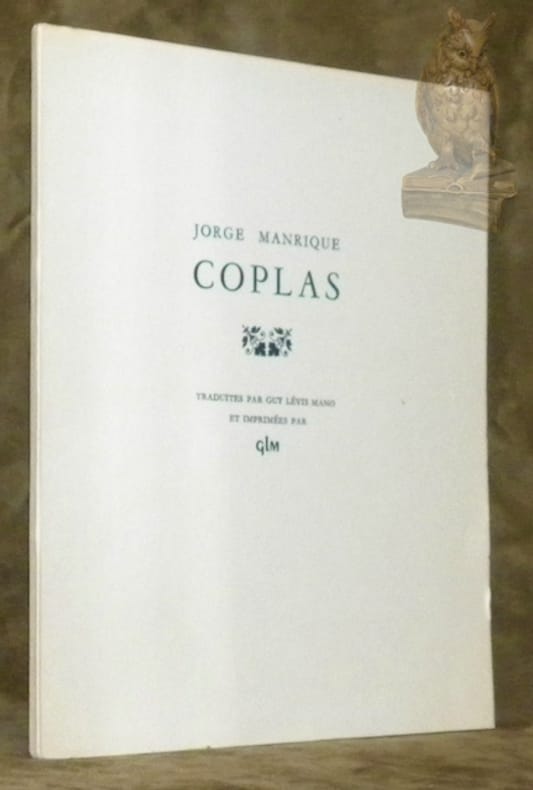 JORGE MANRIQUE
COPLAS
TRADUITES PAR GUY LÉVIS MANO
ET IMPRIMÉES PAR
GLM